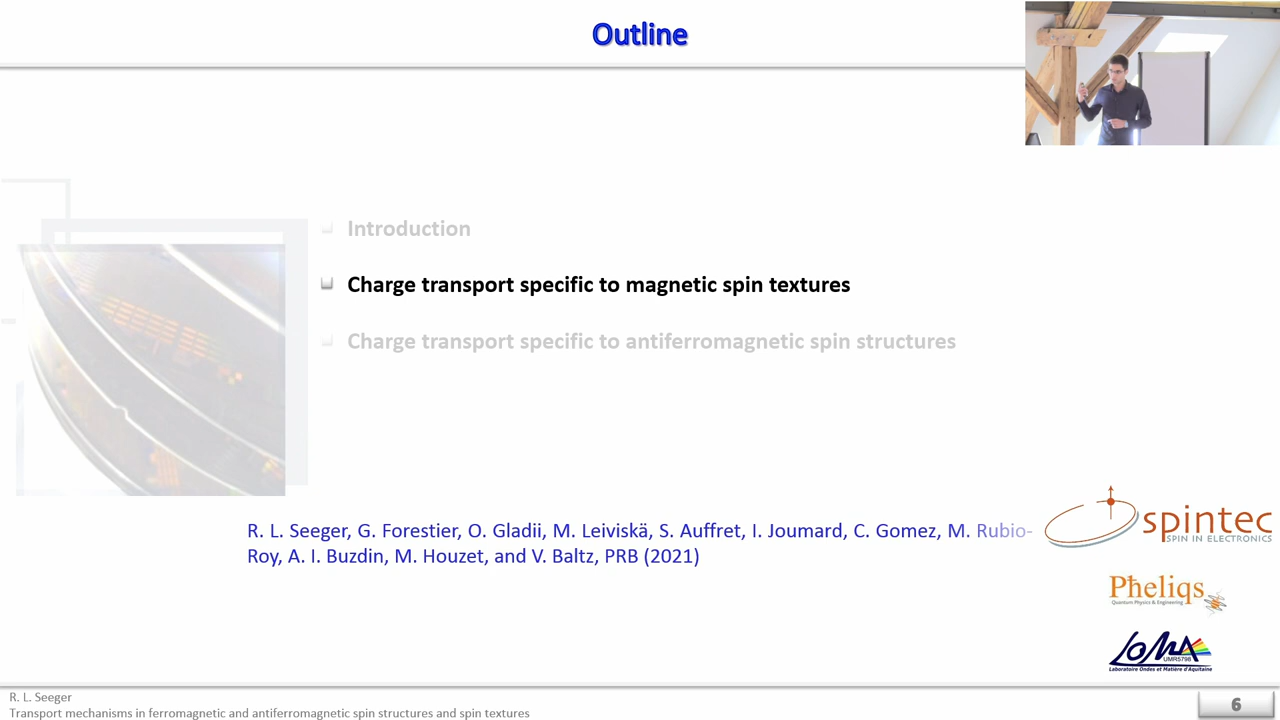 Outline
Introduction
Charge transport specific to magnetic spin textures
Charge transport specific to antiferromagnetic spin structures
R. L. Seeger, G. Forestier, O. Gladii, M. Leiviskä, S. Auffret, I. Joumard, C. Gomez, M. Rubio-
Roy, A. I. Buzdin, M. Houzet, and V. Baltz, PRB (2021)
spintec
SPIN IN ELECTRONICS
Pheliqs
Quantum Physics & Engineering
LOMA
UMR5798
Laboratoire Ondes et Matière d'Aquitaine
R. L. Seeger
Transport mechanisms in ferromagnetic and antiferromagnetic spin structures and spin textures
6